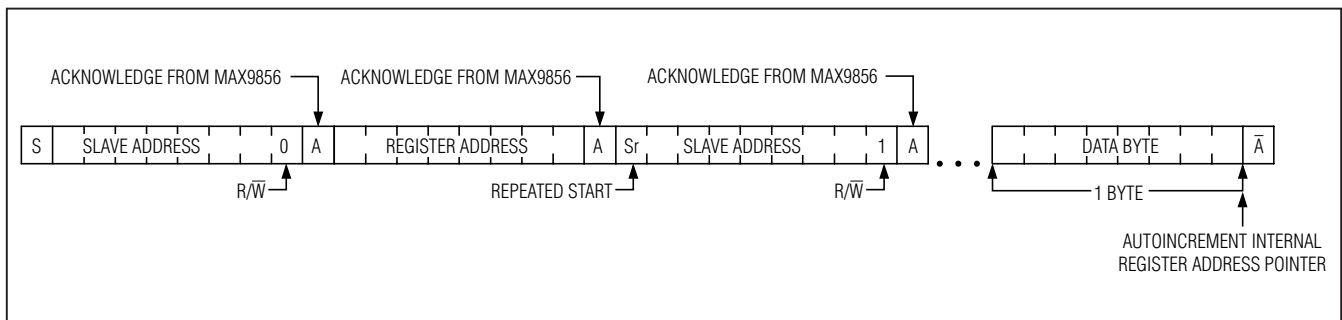 ACKNOWLEDGE FROM MAX9856 ACKNOWLEDGE FROM MAX9856 ACKNOWLEDGE FROM MAX9856
S SLAVE ADDRESS 0 A REGISTER ADDRESS A Sr SLAVE ADDRESS 1 A ... DATA BYTE A̅
R/W̅ REPEATED START R/W̅ 1 BYTE
AUTOINCREMENT INTERNAL
REGISTER ADDRESS POINTER